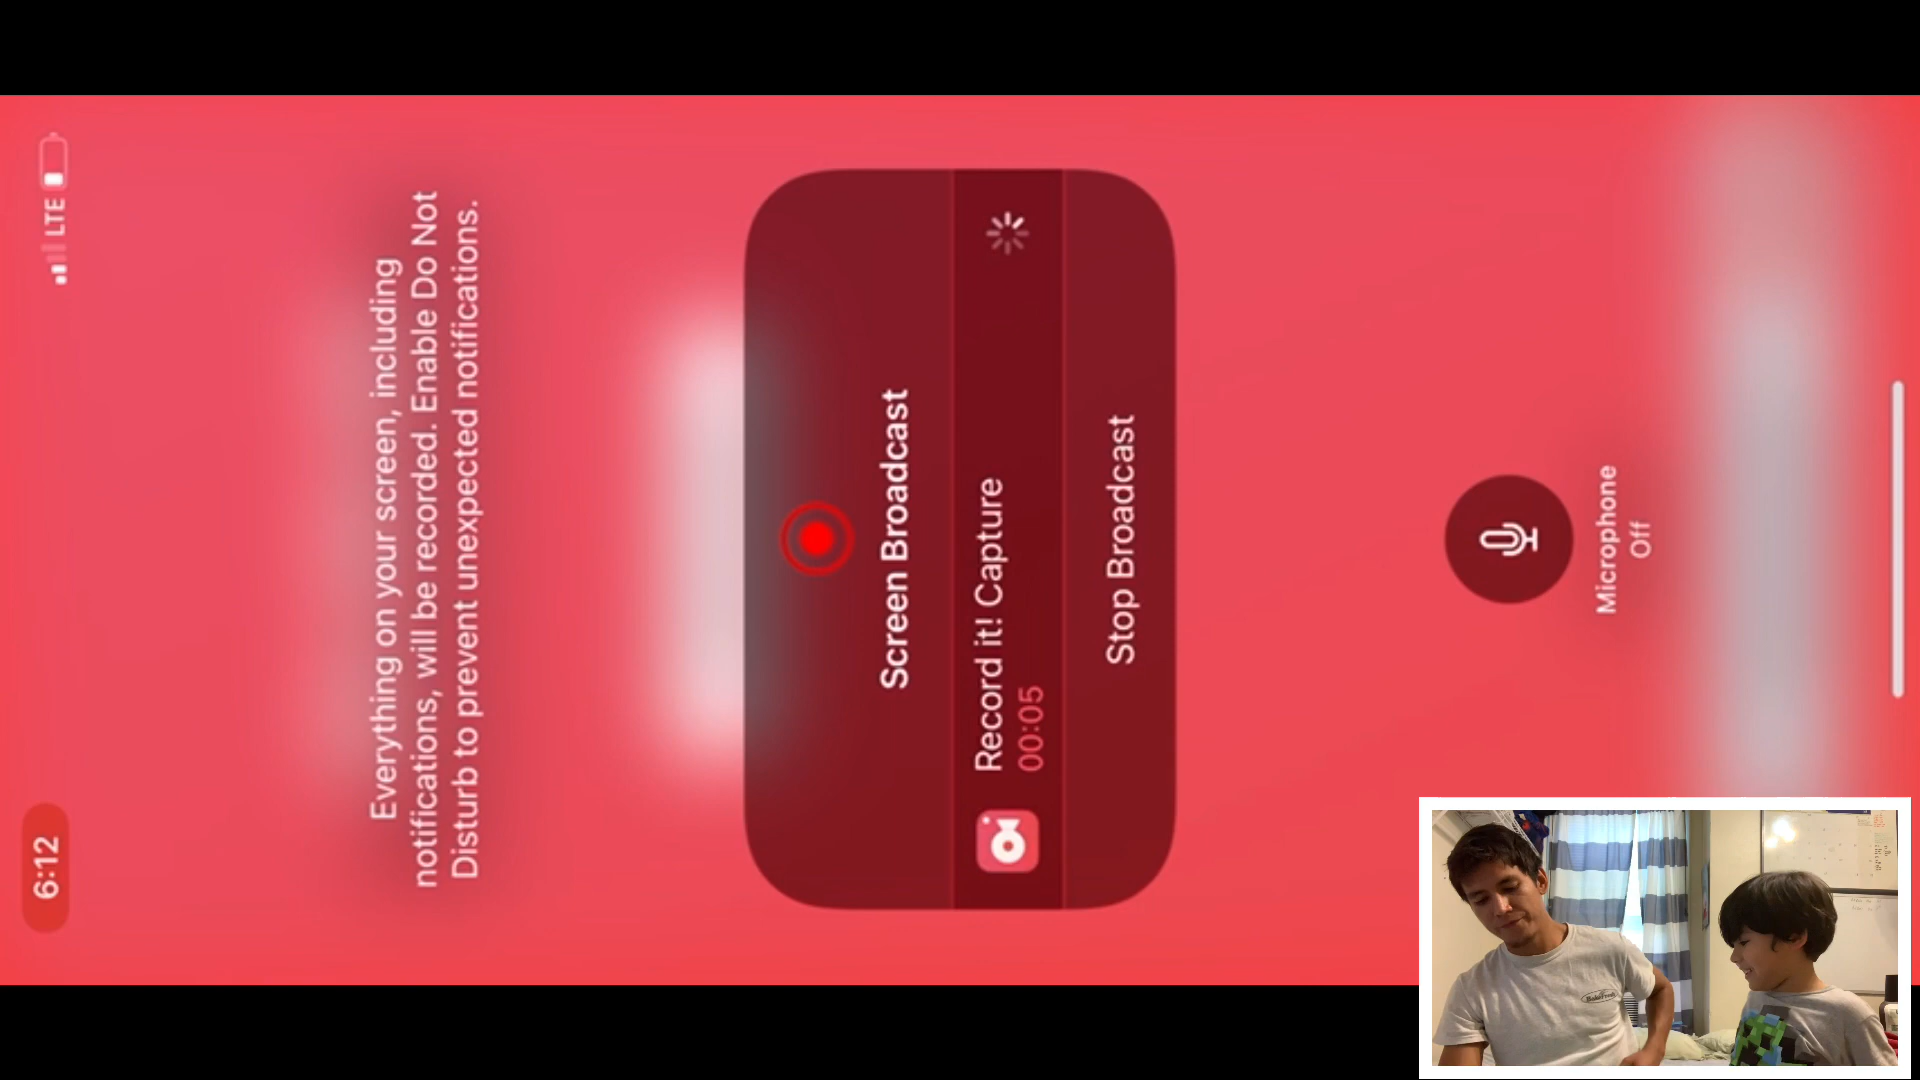 6:12
LTE
Everything on your screen, including
notifications, will be recorded. Enable Do Not
Disturb to prevent unexpected notifications.
Screen Broadcast
Record it! Capture
00:05
Stop Broadcast
Microphone
Off